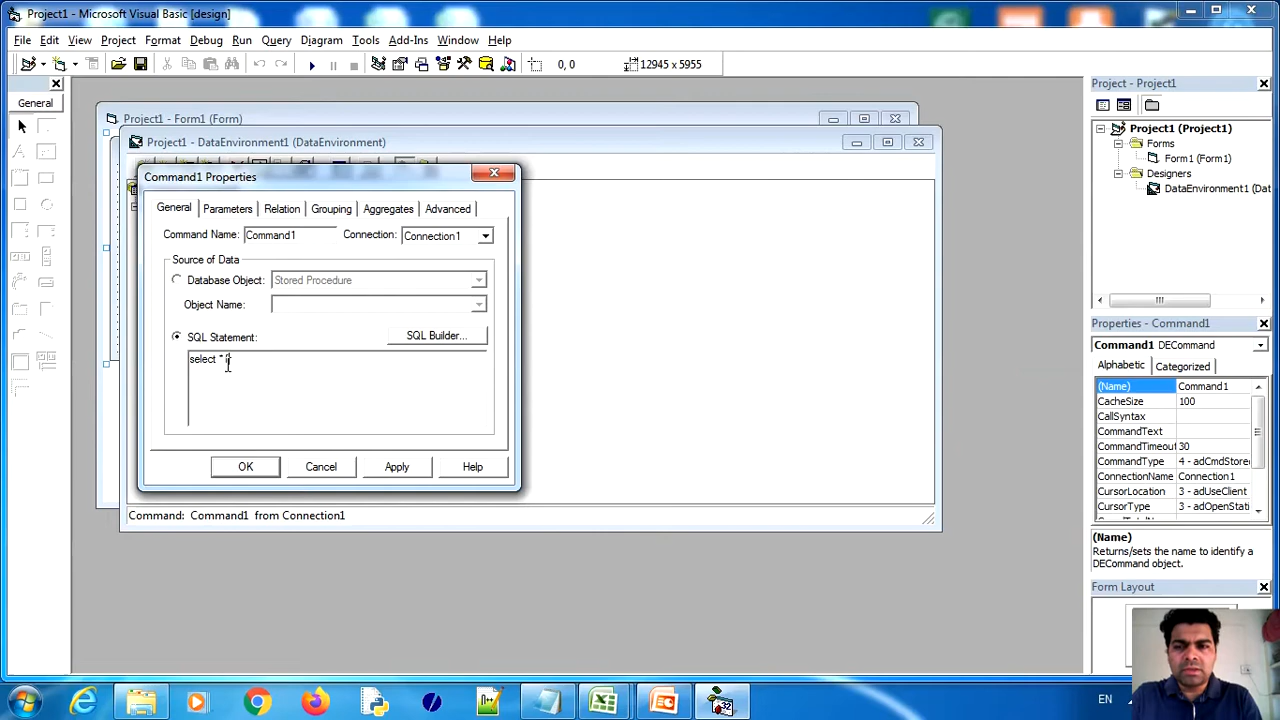 Project1 - Microsoft Visual Basic [design]
File Edit View Project Format Debug Run Query Diagram Tools Add-Ins Window Help
0, 0 12945 x 5955
General
Project1 - Form1 (Form)
Project1 - DataEnvironment1 (DataEnvironment)
Command1 Properties
General Parameters Relation Grouping Aggregates Advanced
Command Name: Command1 Connection: Connection1
Source of Data
Database Object: Stored Procedure
Object Name:
SQL Statement: SQL Builder...
select *
OK Cancel Apply Help
Command: Command1 from Connection1
Project - Project1
Project1 (Project1)
Forms
Form1 (Form1)
Designers
DataEnvironment1 (Dat
Properties - Command1
Command1 DECommand
Alphabetic Categorized
(Name) Command1
CacheSize 100
CallSyntax
CommandText
CommandTimeout 30
CommandType 4 - adCmdStore
ConnectionName Connection1
CursorLocation 3 - adUseClient
CursorType 3 - adOpenStati
(Name)
Returns/sets the name to identify a
DECommand object.
Form Layout
EN
32